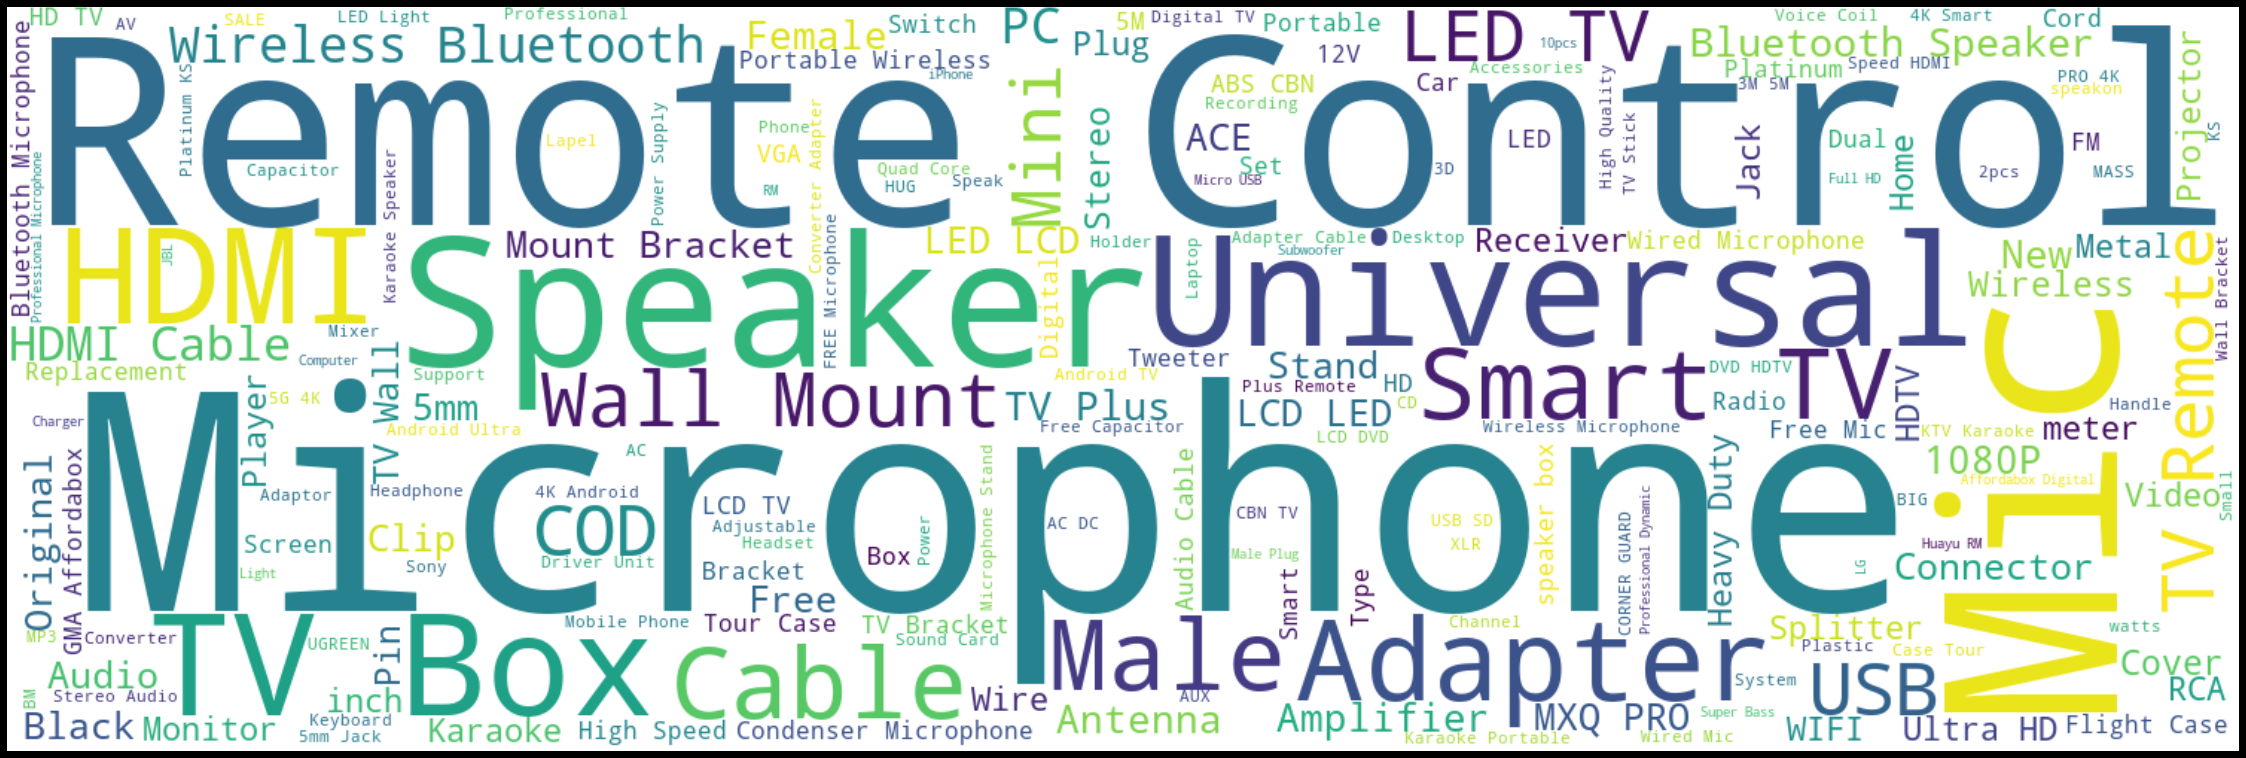 HD TV
AV
SALE
LED Light
Professional
Wireless Bluetooth
Female
Switch
PC
5M
Digital TV
Portable
Plug
12V
10pcs
LED TV
Voice Coil
4K Smart
Cord
Bluetooth Speaker
Portable Wireless
iPhone
Platinum
Speed HDMI
PRO 4K
speakon
Projector
KS
Bluetooth Microphone
Professional Microphone
Platinum KS
Remote Control
Capacitor
Lapel
Power Supply
Phone
VGA
RM
Converter Adapter
Quad Core
HUG
Speak
Mini
Stereo
ABS CBN
Recording
ACE
Set
Micro USB
3D
Car
Accessories
LED
High Quality
TV Stick
3M 5M
Jack
Dual
Full HD
Home
2pcs
FM
MASS
HDMI
JBL
Karaoke Speaker
Speaker
Mount Bracket
FREE Microphone
LED LCD
Digital
Holder
Laptop
Adapter Cable
Desktop
Subwoofer
Universal
Receiver
Wired Microphone
New
Metal
Wireless
TV Remote
Wall Bracket
HDMI Cable
Mixer
Computer
Replacement
Player
5G 4K
TV Wall
Support
5mm
Android Ultra
Wall Mount
Tweeter
Android TV
TV Plus
Free Capacitor
Stand
Plus Remote
HD
CD
LCD LED
LCD DVD
Smart TV
Wireless Microphone
DVD HDTV
Radio
Free Mic
HDTV
KTV Karaoke
meter
Handle
Charger
Microphone
Mic
1080P
Affordabox Digital
Video
Small
Original
GMA Affordabox
Adaptor
Headphone
AC
4K Android
COD
LCD TV
Adjustable
Headset
Driver Unit
Screen
Clip
Sony
Light
Box
Power
Bracket
Microphone Stand
AC DC
Audio Cable
CBN TV
Male Plug
USB SD
XLR
speaker box
CORNER GUARD
Professional Dynamic
Heavy Duty
BIG
Huayu RM
LG
Connector
Free
Smart
Type
MP3
Converter
UGREEN
Pin
Mobile Phone
Tour Case
TV Bracket
Sound Card
Channel
Splitter
Plastic
Case Tour
watts
Audio
TV Box
Cable
Male
Adapter
System
USB
Cover
RCA
BM
Stereo Audio
inch
Wire
AUX
Black
Monitor
Keyboard
5mm Jack
Karaoke
High Speed
Condenser Microphone
Antenna
Amplifier
Karaoke Portable
MXQ PRO
Wired Mic
Super Bass
WIFI
Ultra HD
Flight Case